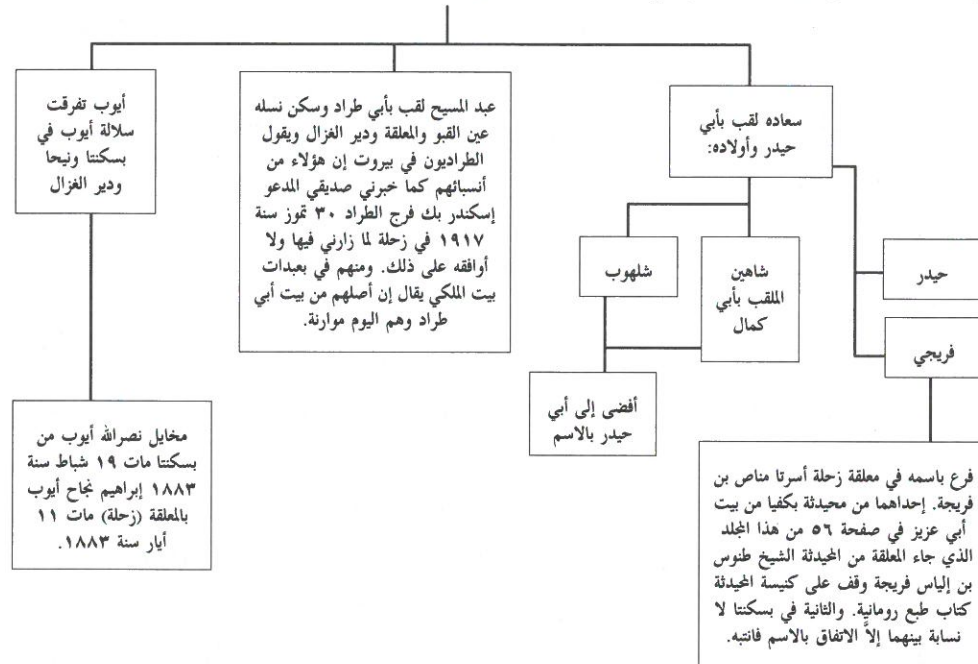 سعاده لقب بأبي
حيدر وأولاده:
عبد المسيح لقب بأبي طراد وسكن نسله
عين القبو والمعلقة ودير الغزال ويقول
الطراديون في بيروت إن هؤلاء من
أنسبائهم كما خبرني صديقي المدعو
إسكندر بك فرج الطراد ٣٠ تموز سنة
١٩١٧ في زحلة لما زارني فيها ولا
أوافقه على ذلك. ومنهم في بعبدات
بيت الملكي يقال إن أصلهم من بيت أبي
طراد وهم اليوم موارنة.
أيوب تفرقت
سلالة أيوب في
بسكنتا ونيحا
ودير الغزال
حيدر
فريجي
شاهين
الملقب بأبي
كمال
شلهوب
أفضى إلى أبي
حيدر بالاسم
مخايل نصرالله أيوب من
بسكنتا مات ١٩ شباط سنة
١٨٨٣ إبراهيم نجاح أيوب
بالمعلقة (زحلة) مات ١١
أيار سنة ١٨٨٣.
فرع باسمه في معلقة زحلة أسرتا مناص بن
فريجة. إحداهما من محيدثة بكفيا من بيت
أبي عزيز في صفحة ٥٦ من هذا المجلد
الذي جاء المعلقة من المحيدثة الشيخ طنوس
بن إلياس فريجة وقف على كنيسة المحيدثة
كتاب طبع رومانية. والثانية في بسكنتا لا
نسابة بينهما إلاَّ الاتفاق بالاسم فانتبه.